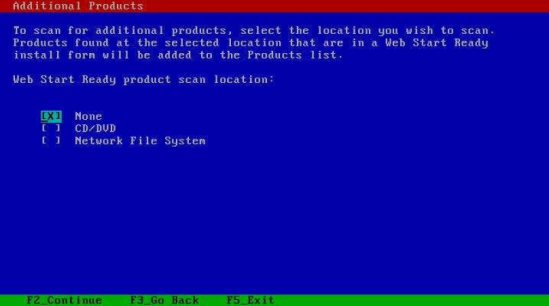 Additional Products
To scan for additional products, select the location you wish to scan.
Products found at the selected location that are in a Web Start Ready
install form will be added to the Products list.
Web Start Ready product scan location:
[X] None
[ ] CD/DVD
[ ] Network File System
F2_Continue F3_Go Back F5_Exit